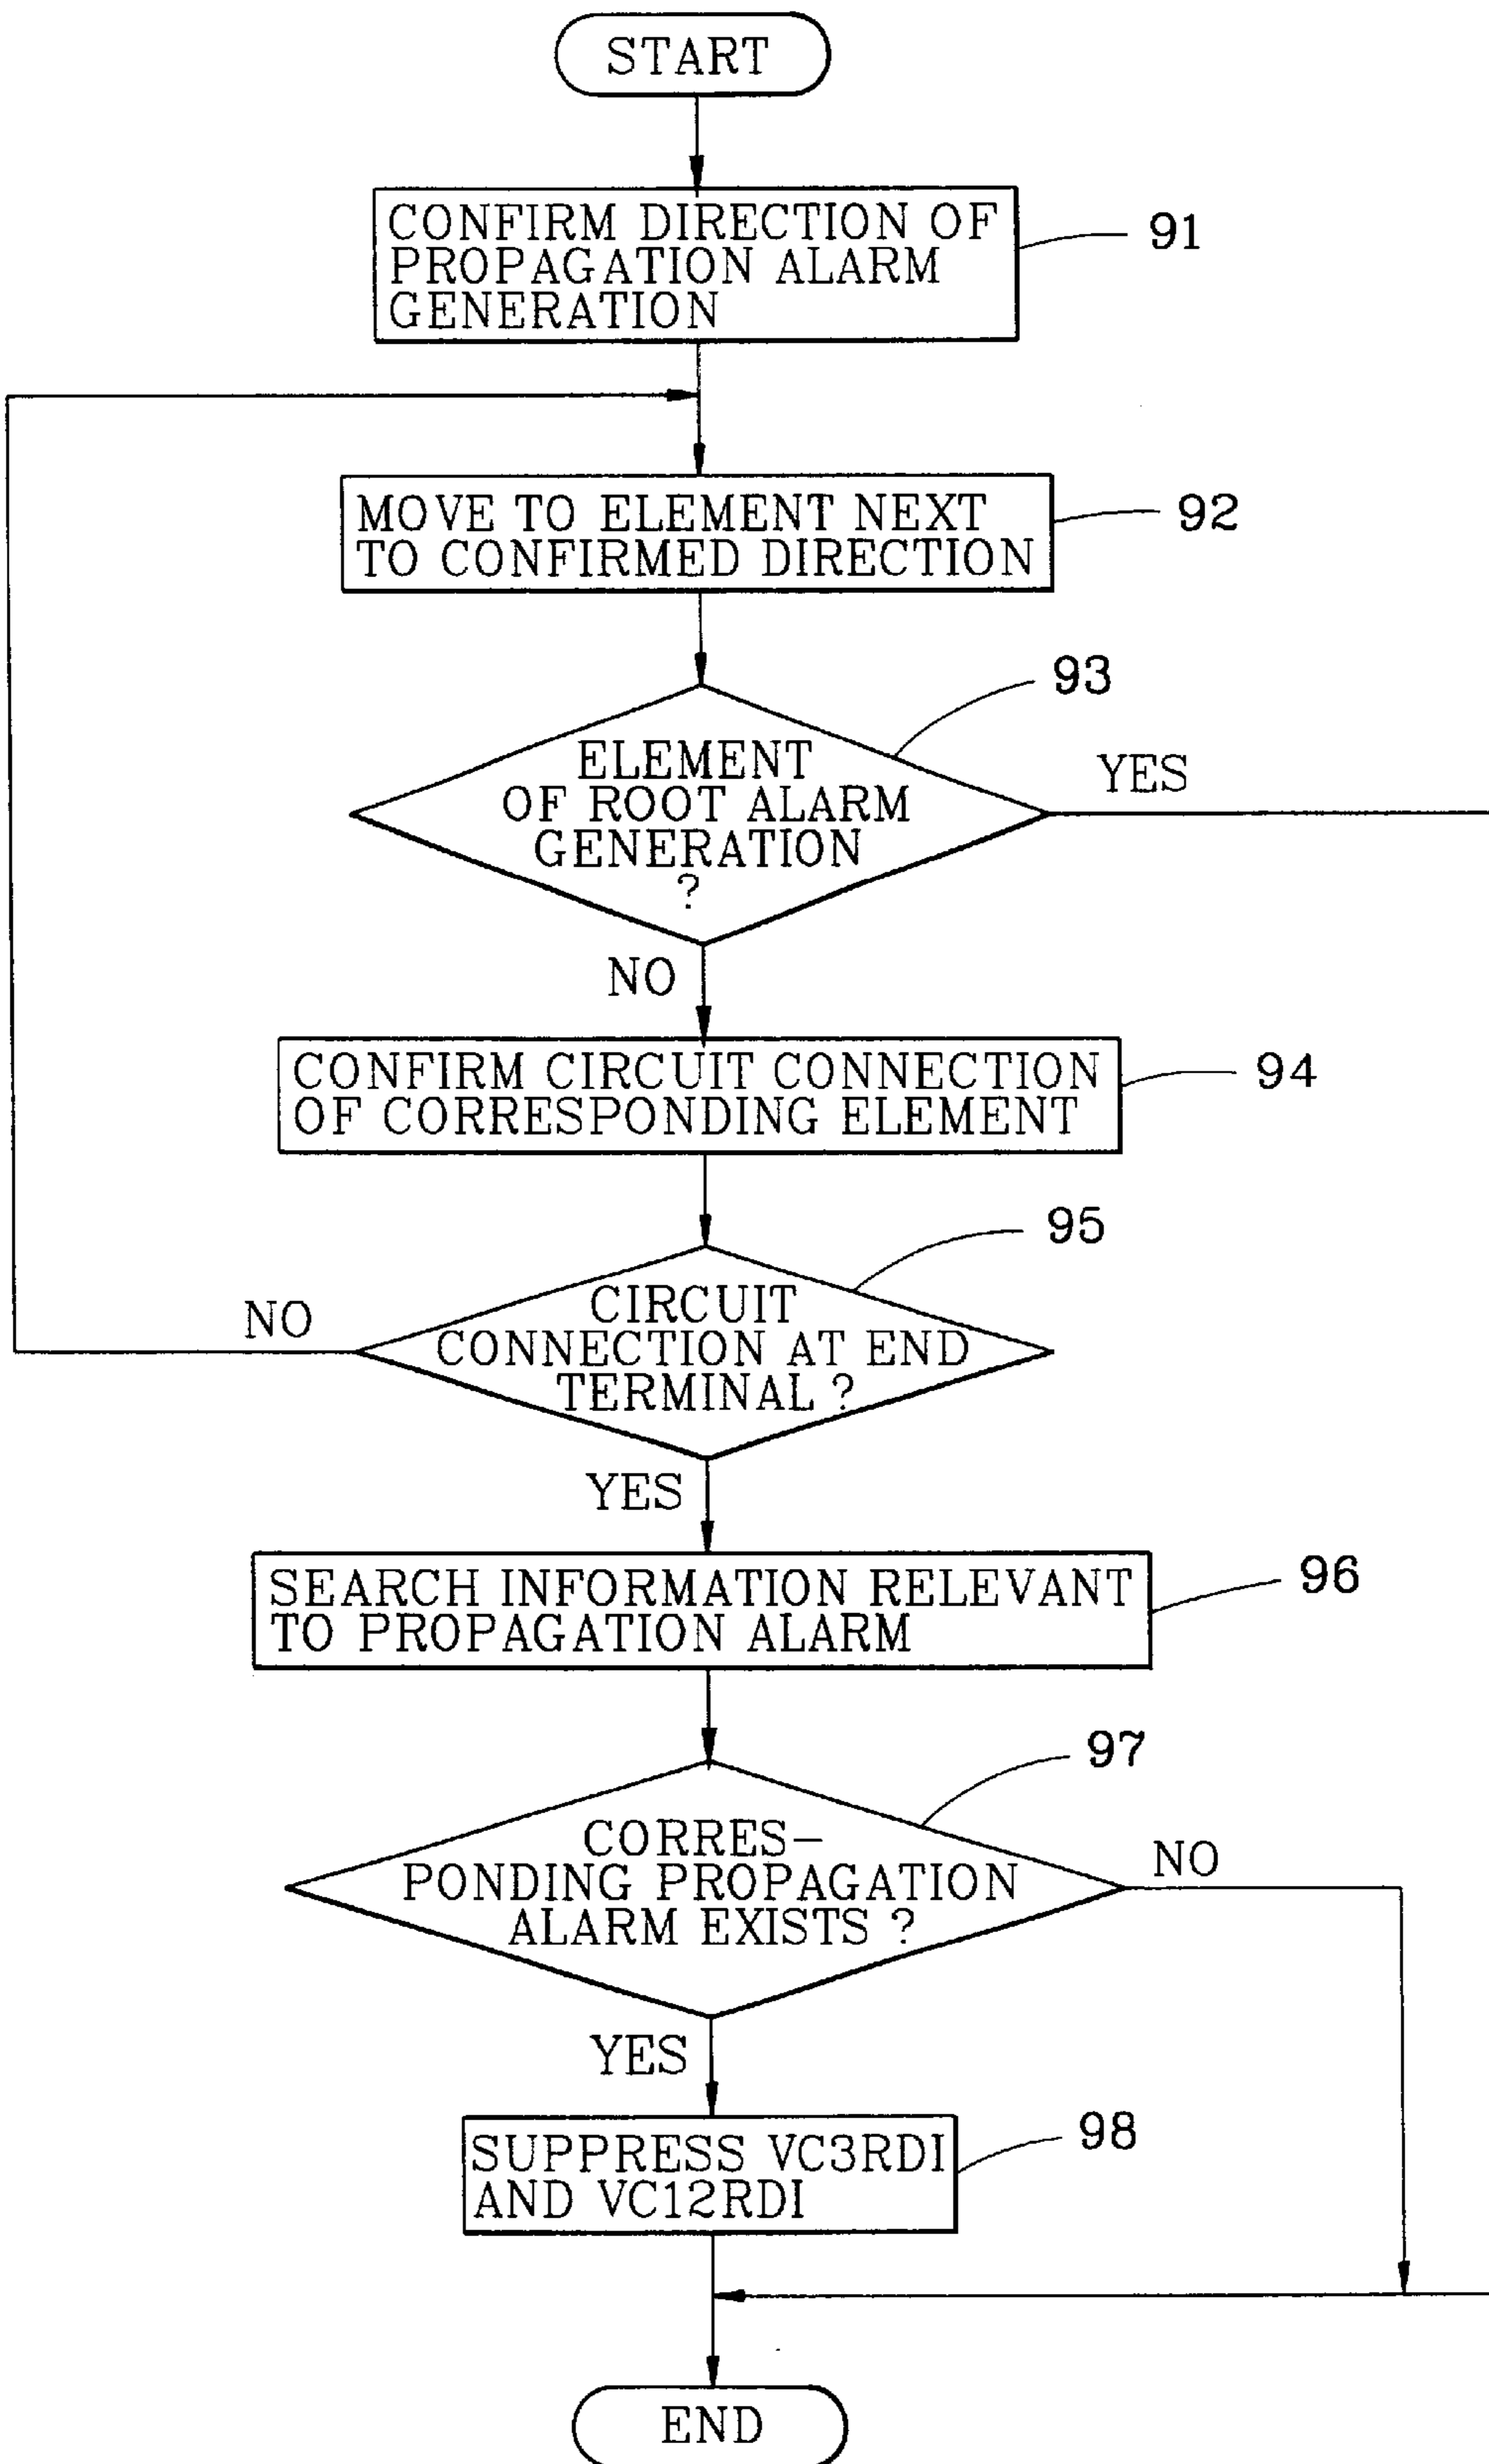 START
CONFIRM DIRECTION OF
PROPAGATION ALARM
GENERATION
91
MOVE TO ELEMENT NEXT
TO CONFIRMED DIRECTION
92
93
ELEMENT
OF ROOT ALARM
GENERATION
?
YES
NO
CONFIRM CIRCUIT CONNECTION
OF CORRESPONDING ELEMENT
94
95
CIRCUIT
CONNECTION AT END
TERMINAL ?
NO
YES
SEARCH INFORMATION RELEVANT
TO PROPAGATION ALARM
96
97
CORRES-
PONDING PROPAGATION
ALARM EXISTS ?
NO
YES
SUPPRESS VC3RDI
AND VC12RDI
98
END